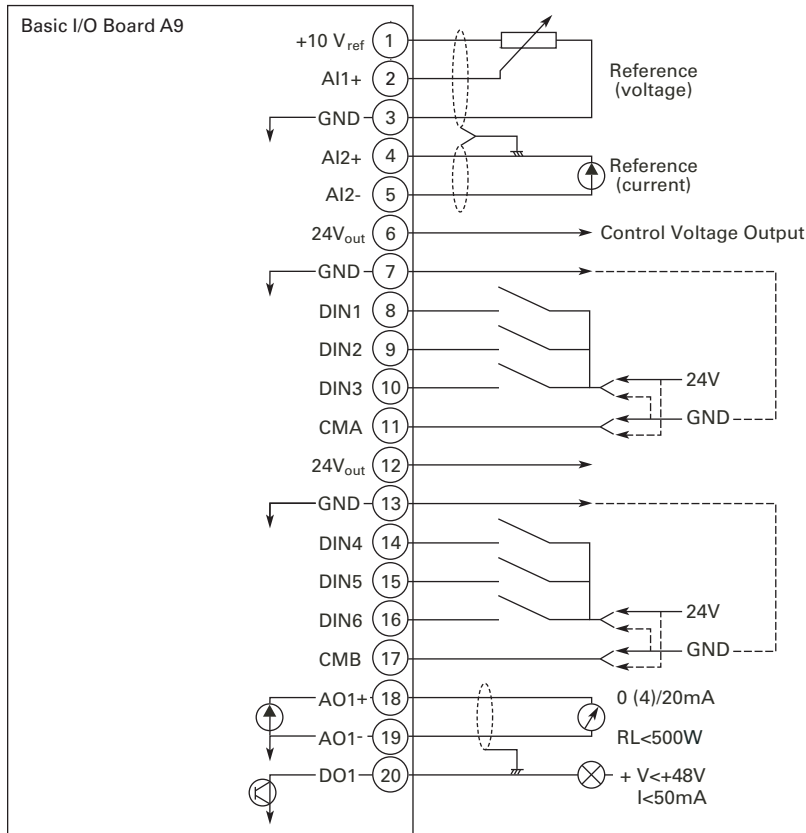 Basic I/O Board A9
+10 Vref 1
AI1+ 2
Reference
(voltage)
GND 3
AI2+ 4
AI2- 5
Reference
(current)
24Vout 6 Control Voltage Output
GND 7
DIN1 8
DIN2 9
DIN3 10 24V
CMA 11 GND
24Vout 12
GND 13
DIN4 14
DIN5 15
DIN6 16 24V
CMB 17 GND
AO1+ 18 0 (4)/20mA
AO1- 19 RL<500W
DO1 20 + V<+48V
I<50mA